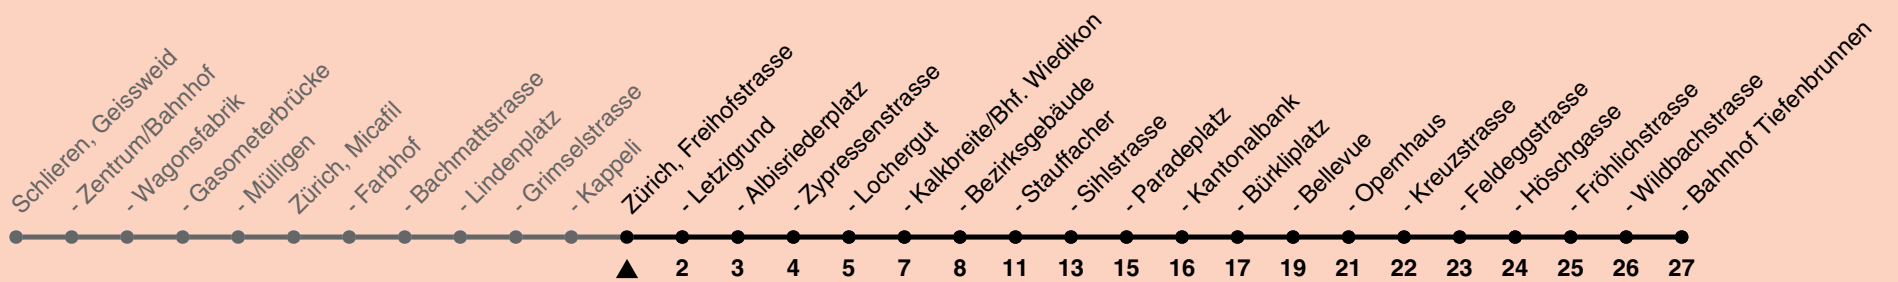 Schlieren, Geissweid
- Zentrum/Bahnhof
- Wagonsfabrik
- Gasometerbrücke
- Mülligen
Zürich, Micafil
- Farbhof
- Bachmattstrasse
- Lindenplatz
- Grimselstrasse
- Kappeli
Zürich, Freihofstrasse
- Letzigrund
- Albisriederplatz
- Zypressenstrasse
- Lochergut
- Kalkbreite/Bhf. Wiedikon
- Bezirksgebäude
- Stauffacher
- Sihlstrasse
- Paradeplatz
- Kantonalbank
- Bürkliplatz
- Bellevue
- Opernhaus
- Kreuzstrasse
- Feldeggstrasse
- Höschgasse
- Fröhlichstrasse
- Wildbachstrasse
- Bahnhof Tiefenbrunnen
2 3 4 5 7 8 11 13 15 16 17 19 21 22 23 24 25 26 27